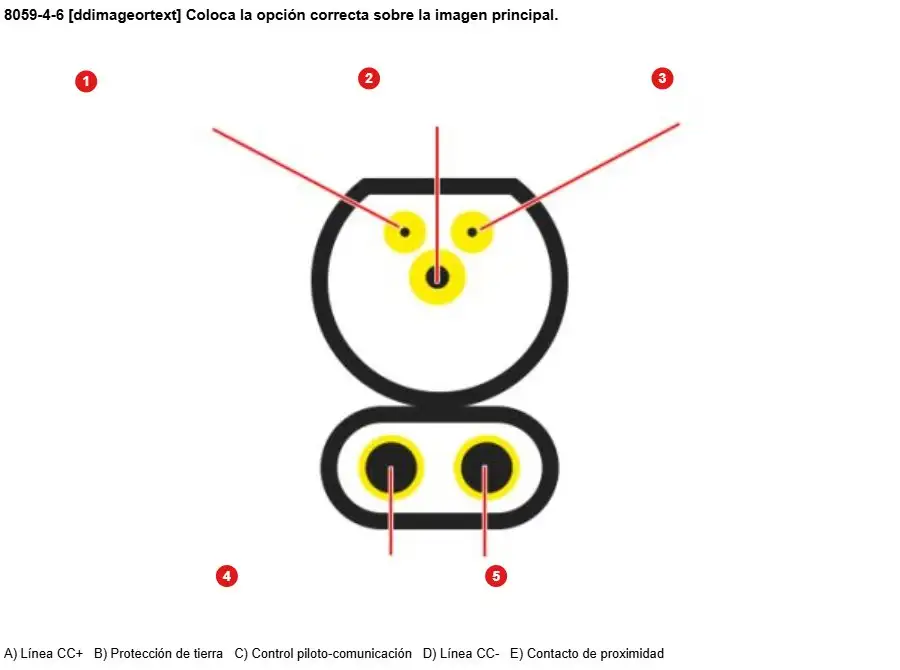 8059-4-6 [ddimageortext] Coloca la opción correcta sobre la imagen principal.
1 2 3
4 5
A) Línea CC+ B) Protección de tierra C) Control piloto-comunicación D) Línea CC- E) Contacto de proximidad